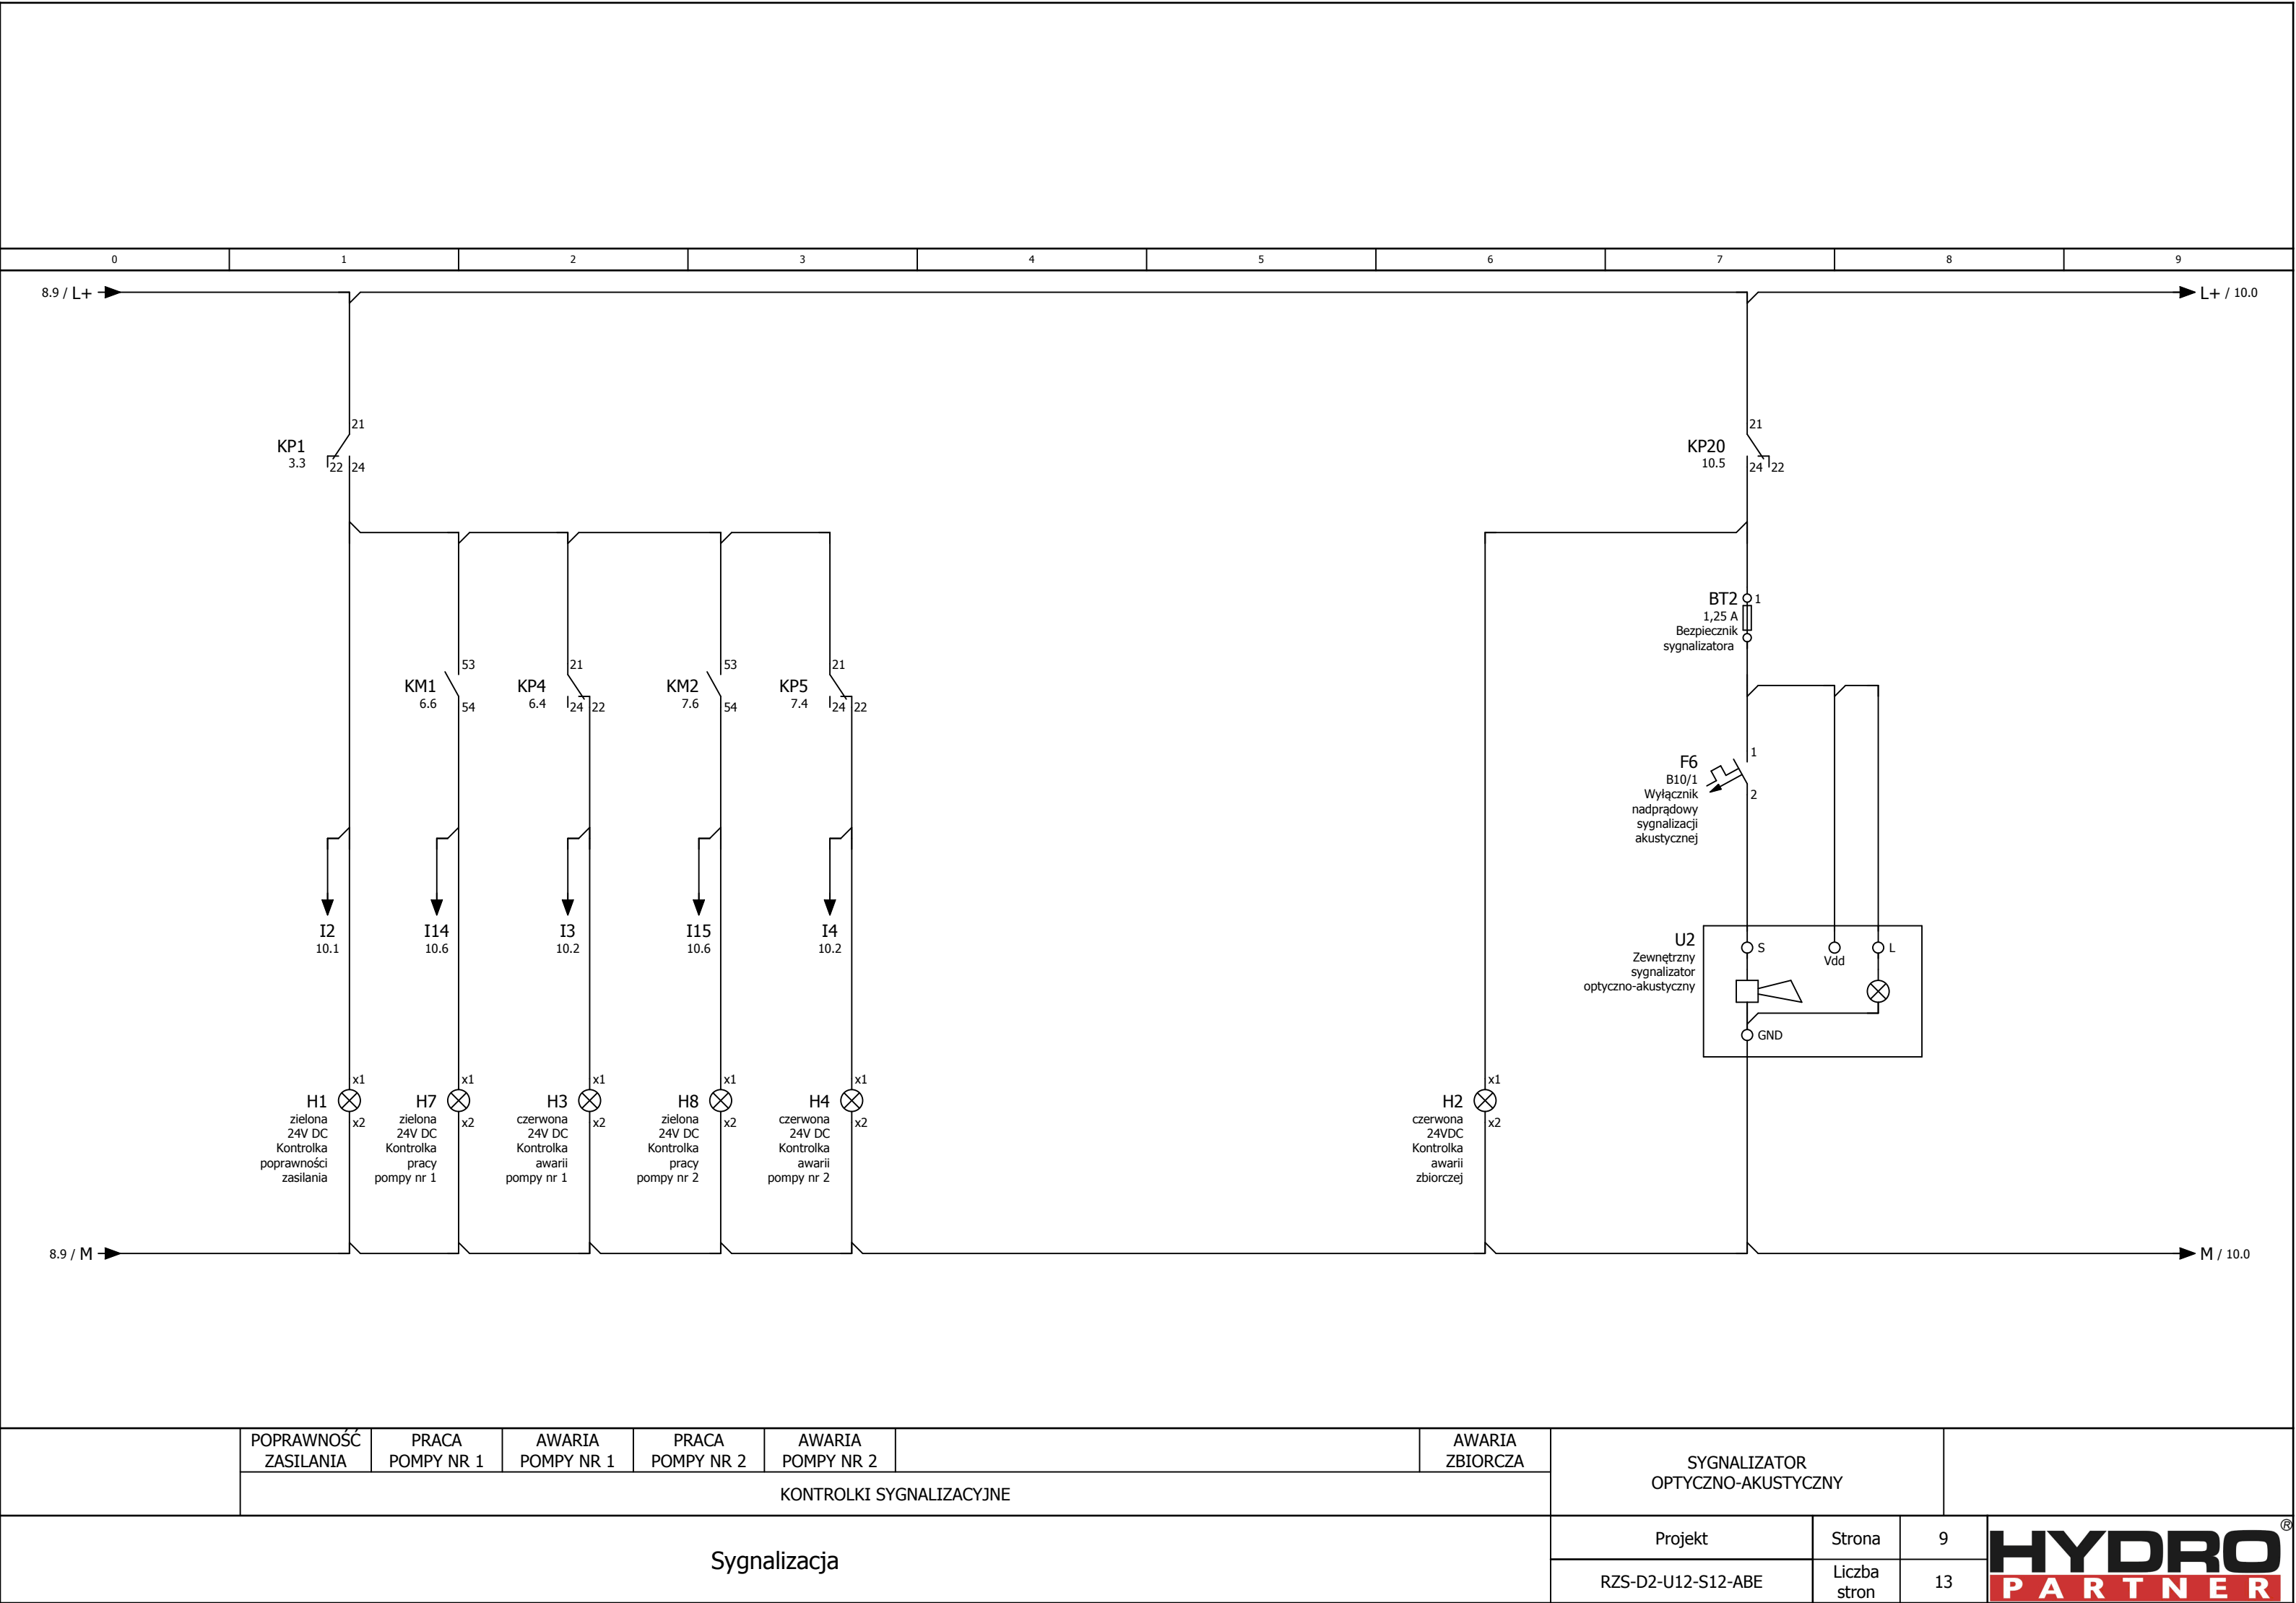 0 1 2 3 4 5 6 7 8 9
8.9 / L+
L+ / 10.0
21
KP1
3.3
22 24
21
KP20
10.5
24 22
53
KM1
6.6
54
21
KP4
6.4
24 22
53
KM2
7.6
54
21
KP5
7.4
24 22
BT2 1
1,25 A
Bezpiecznik
sygnalizatora
1
F6
B10/1
Wyłącznik
nadprądowy
sygnalizacji
akustycznej
2
I2
10.1
I14
10.6
I3
10.2
I15
10.6
I4
10.2
U2
Zewnętrzny
sygnalizator
optyczno-akustyczny
S
Vdd
L
GND
x1
H1
x2
zielona
24V DC
Kontrolka
poprawności
zasilania
x1
H7
x2
zielona
24V DC
Kontrolka
pracy
pompy nr 1
x1
H3
x2
czerwona
24V DC
Kontrolka
awarii
pompy nr 1
x1
H8
x2
zielona
24V DC
Kontrolka
pracy
pompy nr 2
x1
H4
x2
czerwona
24V DC
Kontrolka
awarii
pompy nr 2
x1
H2
x2
czerwona
24VDC
Kontrolka
awarii
zbiorczej
8.9 / M
M / 10.0
POPRAWNOŚĆ
ZASILANIA
PRACA
POMPY NR 1
AWARIA
POMPY NR 1
PRACA
POMPY NR 2
AWARIA
POMPY NR 2
AWARIA
ZBIORCZA
SYGNALIZATOR
OPTYCZNO-AKUSTYCZNY
KONTROLKI SYGNALIZACYJNE
Sygnalizacja
Projekt
RZS-D2-U12-S12-ABE
Strona
9
Liczba
stron
13
HYDRO®
PARTNER